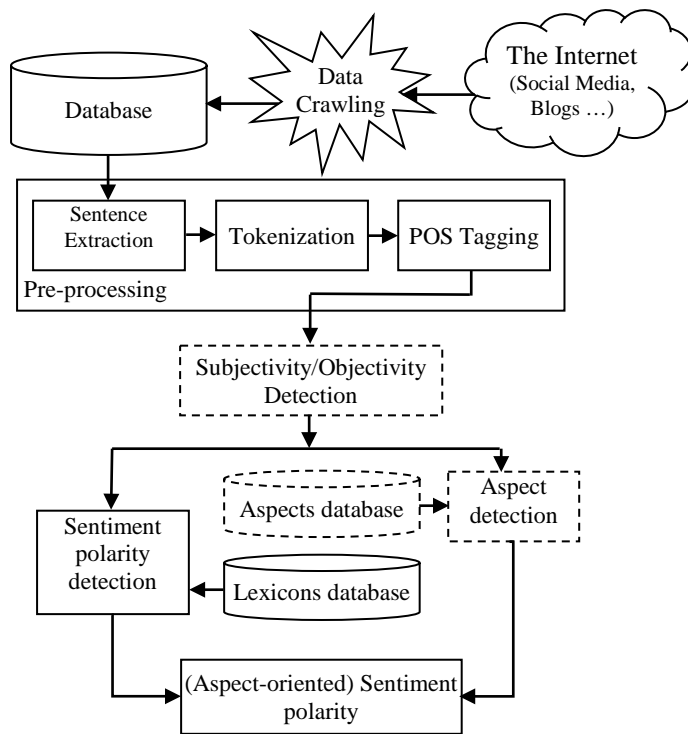 The Internet
(Social Media,
Blogs …)
Data
Crawling
Database
Sentence
Extraction
Tokenization
POS Tagging
Pre-processing
Subjectivity/Objectivity
Detection
Aspects database
Aspect
detection
Sentiment
polarity
detection
Lexicons database
(Aspect-oriented) Sentiment
polarity